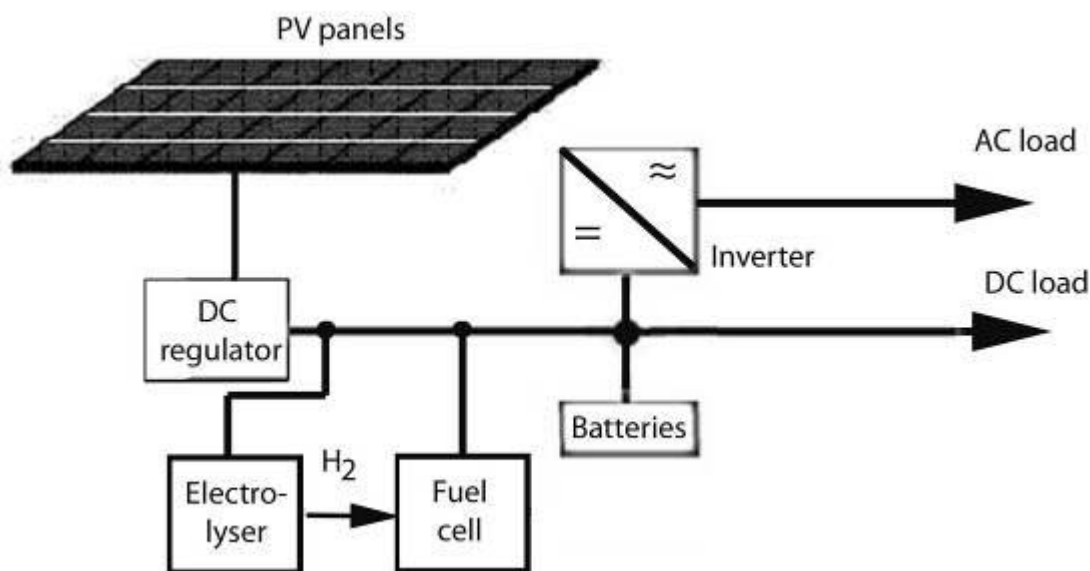 PV panels
AC load
≈
=
Inverter
DC load
DC
regulator
Batteries
H2
Electro-
lyser
Fuel
cell